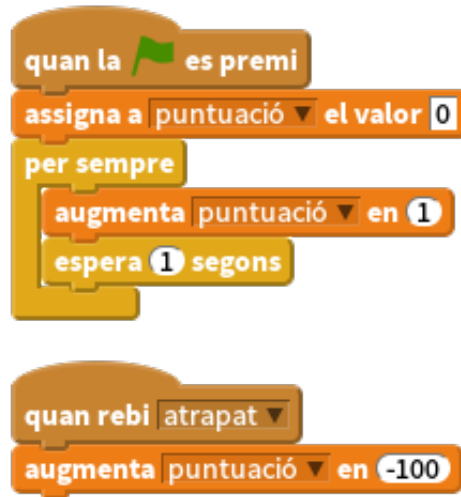 quan la es premi
assigna a puntuació el valor 0
per sempre
augmenta puntuació en 1
espera 1 segons
quan rebi atrapat
augmenta puntuació en -100